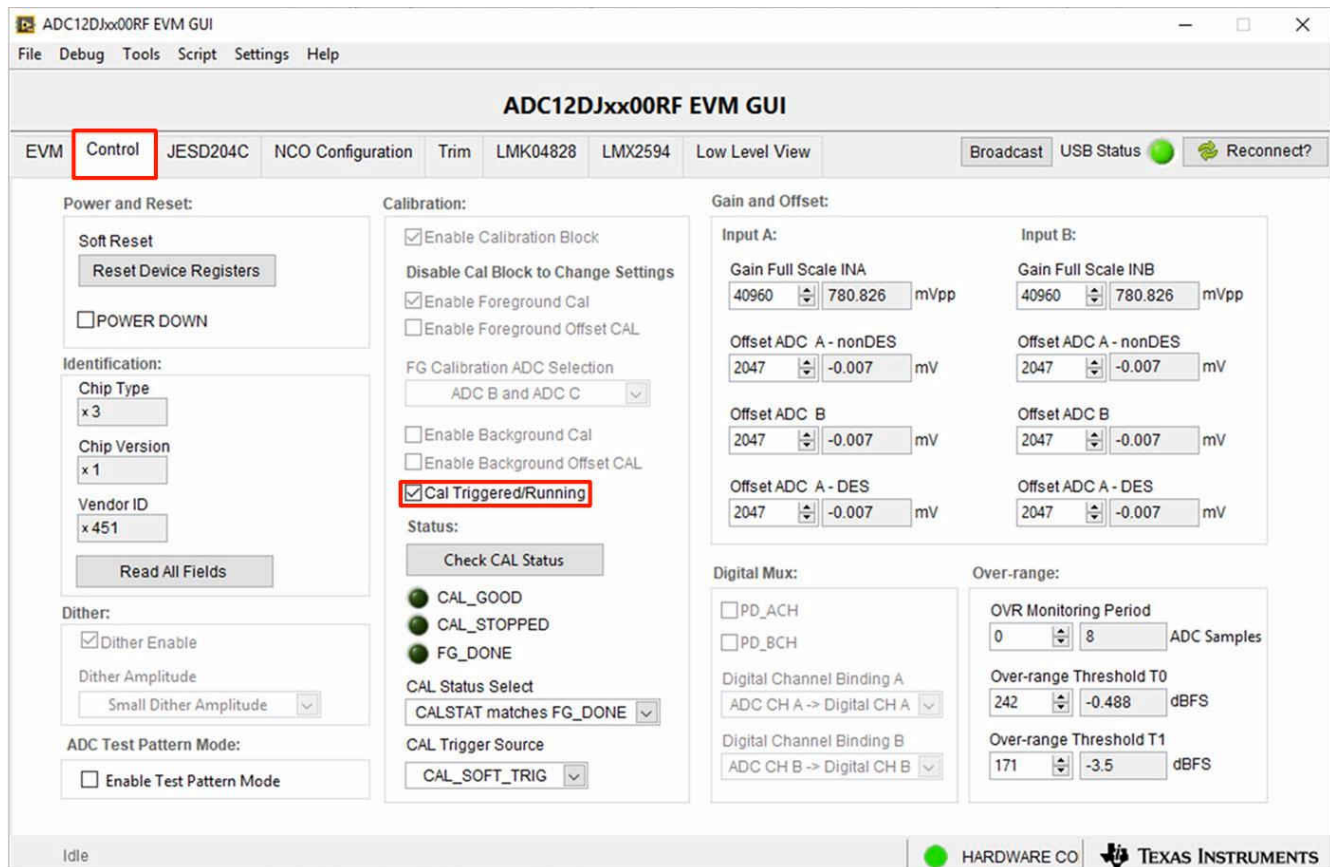 ADC12DJxx00RF EVM GUI
File Debug Tools Script Settings Help
ADC12DJxx00RF EVM GUI
EVM Control JESD204C NCO Configuration Trim LMK04828 LMX2594 Low Level View Broadcast USB Status Reconnect?
Power and Reset:
Soft Reset
Reset Device Registers
POWER DOWN
Identification:
Chip Type
x 3
Chip Version
x 1
Vendor ID
x 451
Read All Fields
Dither:
Dither Enable
Dither Amplitude
Small Dither Amplitude
ADC Test Pattern Mode:
Enable Test Pattern Mode
Calibration:
Enable Calibration Block
Disable Cal Block to Change Settings
Enable Foreground Cal
Enable Foreground Offset CAL
FG Calibration ADC Selection
ADC B and ADC C
Enable Background Cal
Enable Background Offset CAL
Cal Triggered/Running
Status:
Check CAL Status
CAL_GOOD
CAL_STOPPED
FG_DONE
CAL Status Select
CALSTAT matches FG_DONE
CAL Trigger Source
CAL_SOFT_TRIG
Gain and Offset:
Input A:
Gain Full Scale INA
40960 780.826 mVpp
Offset ADC A - nonDES
2047 -0.007 mV
Offset ADC B
2047 -0.007 mV
Offset ADC A - DES
2047 -0.007 mV
Input B:
Gain Full Scale INB
40960 780.826 mVpp
Offset ADC A - nonDES
2047 -0.007 mV
Offset ADC B
2047 -0.007 mV
Offset ADC A - DES
2047 -0.007 mV
Digital Mux:
PD_ACH
PD_BCH
Digital Channel Binding A
ADC CH A -> Digital CH A
Digital Channel Binding B
ADC CH B -> Digital CH B
Over-range:
OVR Monitoring Period
0 8 ADC Samples
Over-range Threshold T0
242 -0.488 dBFS
Over-range Threshold T1
171 -3.5 dBFS
Idle HARDWARE CO TEXAS INSTRUMENTS